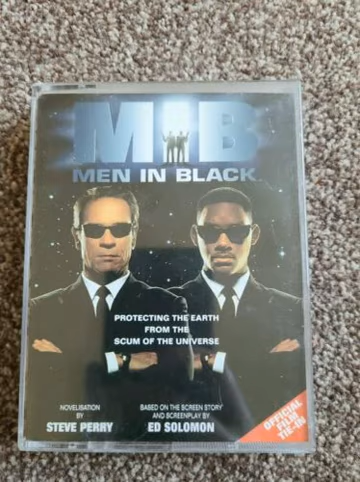 MIB
MEN IN BLACK
PROTECTING THE EARTH
FROM THE
SCUM OF THE UNIVERSE
NOVELISATION
BY
STEVE PERRY
BASED ON THE SCREEN STORY
AND SCREENPLAY BY
ED SOLOMON
OFFICIAL
FILM
TIE-IN